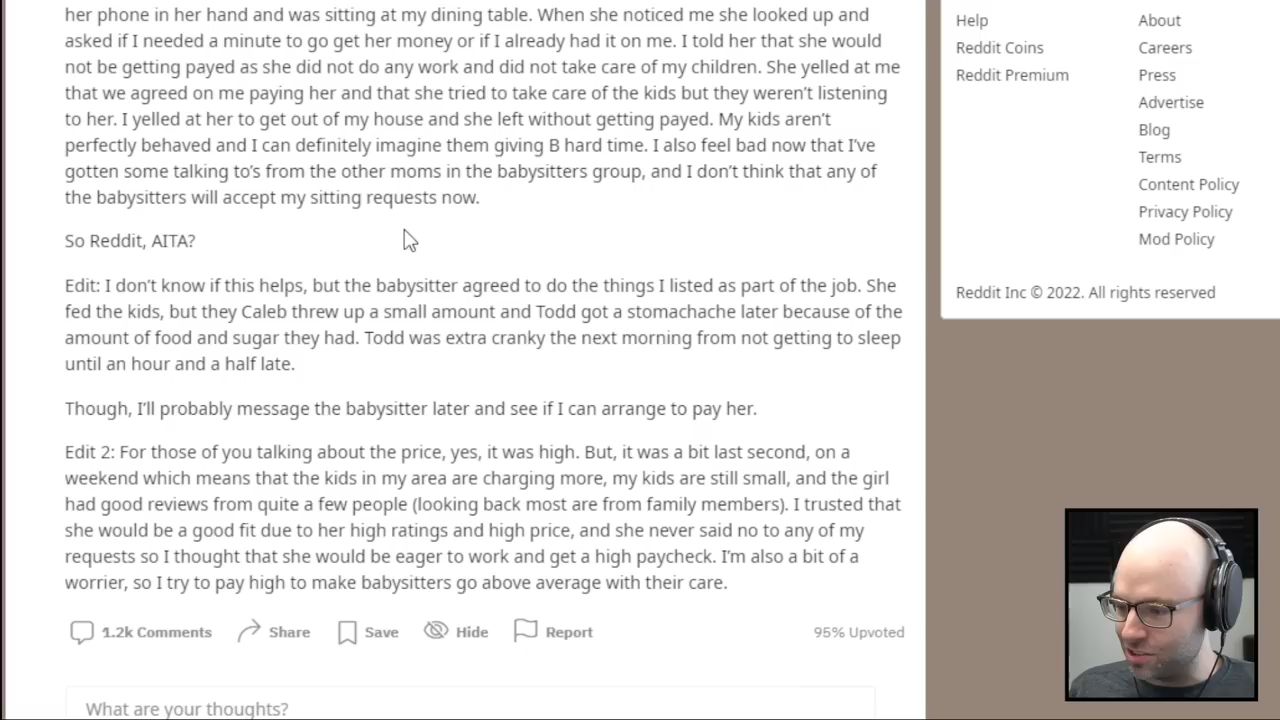 her phone in her hand and was sitting at my dining table. When she noticed me she looked up and
asked if I needed a minute to go get her money or if I already had it on me. I told her that she would
not be getting payed as she did not do any work and did not take care of my children. She yelled at me
that we agreed on me paying her and that she tried to take care of the kids but they weren’t listening
to her. I yelled at her to get out of my house and she left without getting payed. My kids aren’t
perfectly behaved and I can definitely imagine them giving B hard time. I also feel bad now that I’ve
gotten some talking to’s from the other moms in the babysitters group, and I don’t think that any of
the babysitters will accept my sitting requests now.
So Reddit, AITA?
Edit: I don’t know if this helps, but the babysitter agreed to do the things I listed as part of the job. She
fed the kids, but they Caleb threw up a small amount and Todd got a stomachache later because of the
amount of food and sugar they had. Todd was extra cranky the next morning from not getting to sleep
until an hour and a half late.
Though, I’ll probably message the babysitter later and see if I can arrange to pay her.
Edit 2: For those of you talking about the price, yes, it was high. But, it was a bit last second, on a
weekend which means that the kids in my area are charging more, my kids are still small, and the girl
had good reviews from quite a few people (looking back most are from family members). I trusted that
she would be a good fit due to her high ratings and high price, and she never said no to any of my
requests so I thought that she would be eager to work and get a high paycheck. I’m also a bit of a
worrier, so I try to pay high to make babysitters go above average with their care.
1.2k Comments Share Save Hide Report 95% Upvoted
What are your thoughts?
Help About
Reddit Coins Careers
Reddit Premium Press
Advertise
Blog
Terms
Content Policy
Privacy Policy
Mod Policy
Reddit Inc © 2022. All rights reserved